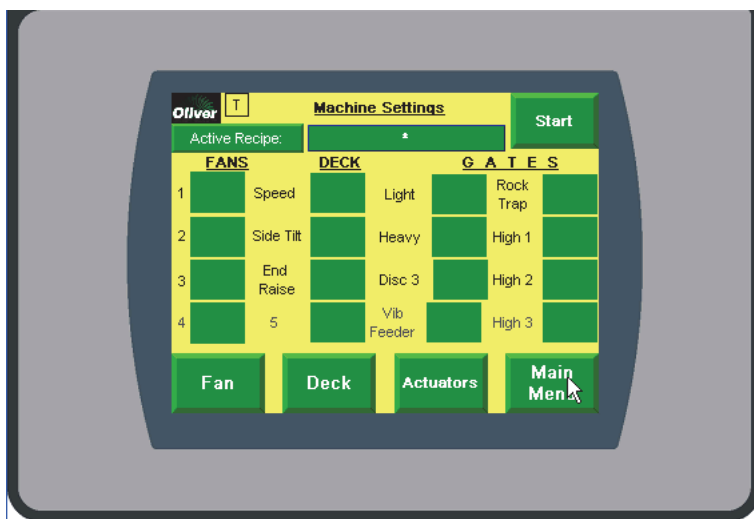 Oliver T Machine Settings Start
Active Recipe: *
FANS DECK G A T E S
1 Speed Light Rock Trap
2 Side Tilt Heavy High 1
3 End Raise Disc 3 High 2
4 5 Vib Feeder High 3
Fan Deck Actuators Main Menu